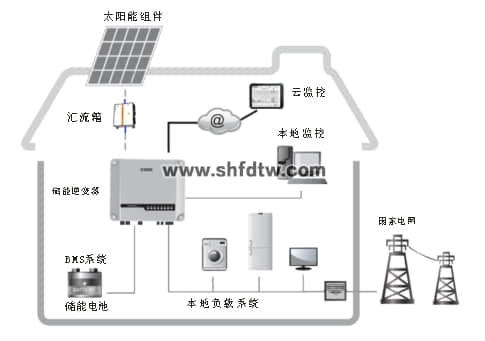 太阳能组件
云监控
汇流箱
@
本地监控
www.shfdtw.com
储能逆变器
国家电网
BMS系统
储能电池
本地负载系统